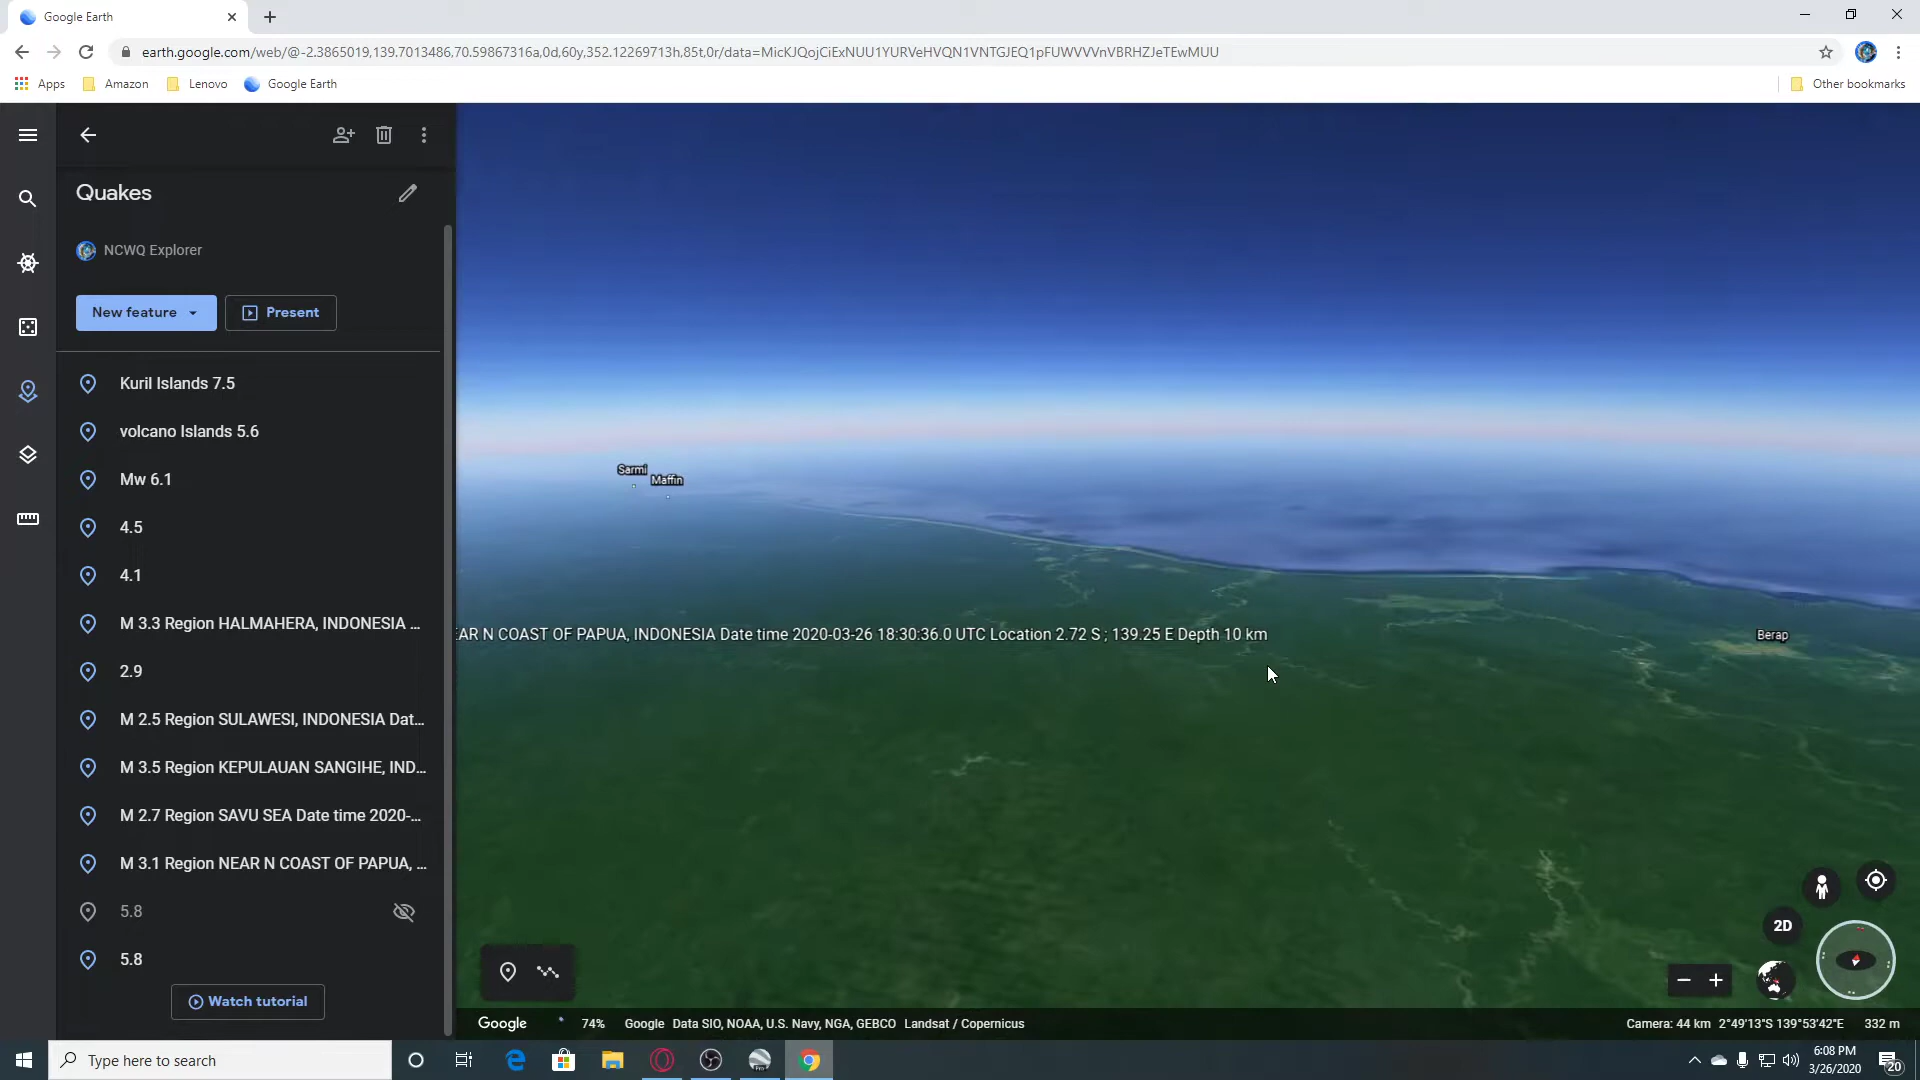 Google Earth
earth.google.com/web/@-2.3865019,139.7013486,70.59867316a,0d,60y,352.12269713h,85t,0r/data=MicKJQojCiExNUU1YURVeHVQN1VNTGJEQ1pFUWVVVnVBRHZJeTEwMUU
Apps
Amazon
Lenovo
Google Earth
Other bookmarks
Quakes
NCWQ Explorer
New feature
Present
Kuril Islands 7.5
volcano Islands 5.6
Mw 6.1
4.5
4.1
M 3.3 Region HALMAHERA, INDONESIA ...
2.9
M 2.5 Region SULAWESI, INDONESIA Dat...
M 3.5 Region KEPULAUAN SANGIHE, IND...
M 2.7 Region SAVU SEA Date time 2020-...
M 3.1 Region NEAR N COAST OF PAPUA, ...
5.8
5.8
Watch tutorial
Sarmi
Maffin
EAR N COAST OF PAPUA, INDONESIA Date time 2020-03-26 18:30:36.0 UTC Location 2.72 S ; 139.25 E Depth 10 km
Berap
2D
Google
74%
Google Data SIO, NOAA, U.S. Navy, NGA, GEBCO Landsat / Copernicus
Camera: 44 km 2°49'13"S 139°53'42"E 332 m
Type here to search
6:08 PM
3/26/2020
20